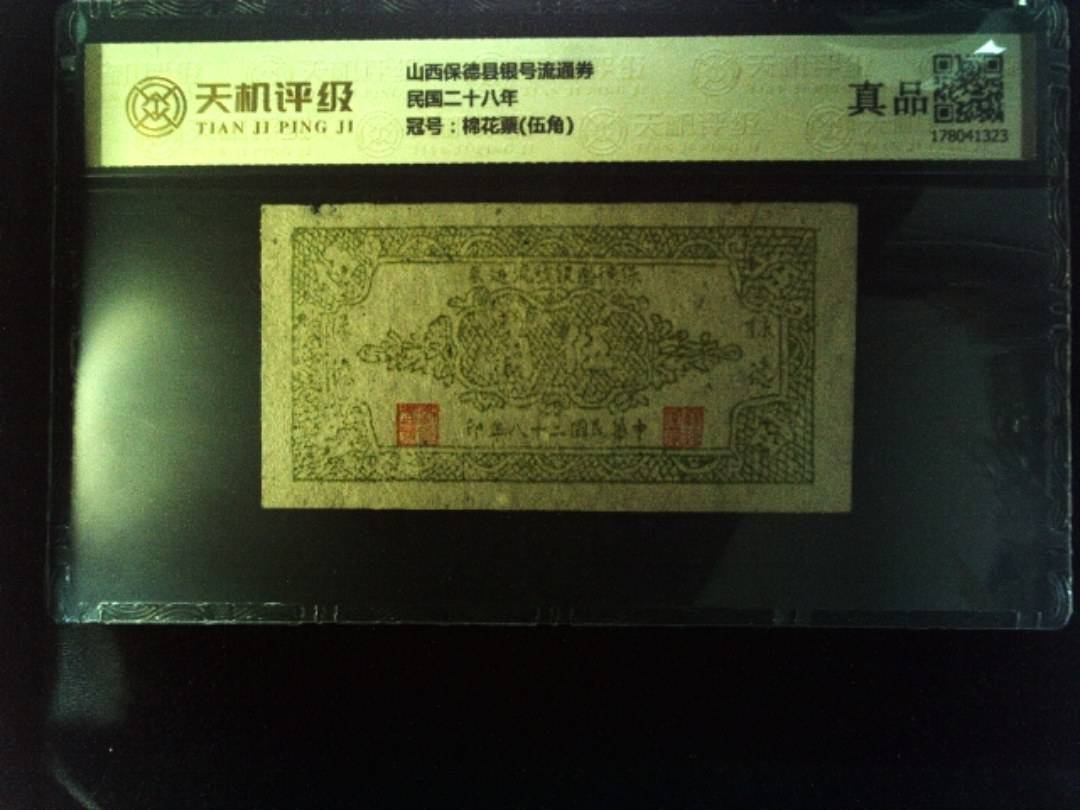 天机评级
TIAN JI PING JI
山西保德县银号流通券
民国二十八年
冠号：棉花票(伍角)
真品
178041323
中華民國二十八年印